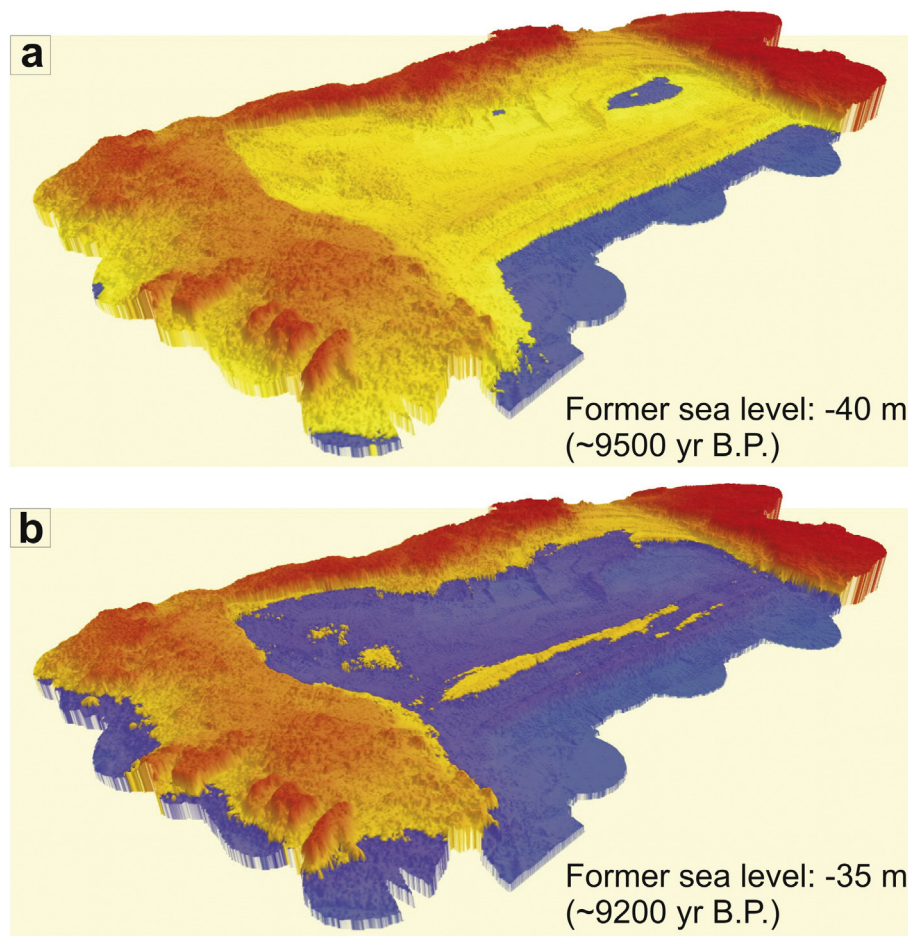 a
Former sea level: -40 m
(~9500 yr B.P.)
b
Former sea level: -35 m
(~9200 yr B.P.)